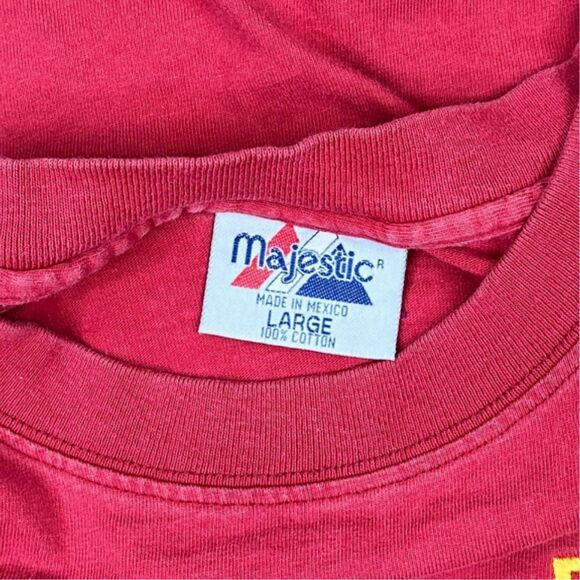 majestic R
MADE IN MEXICO
LARGE
100% COTTON